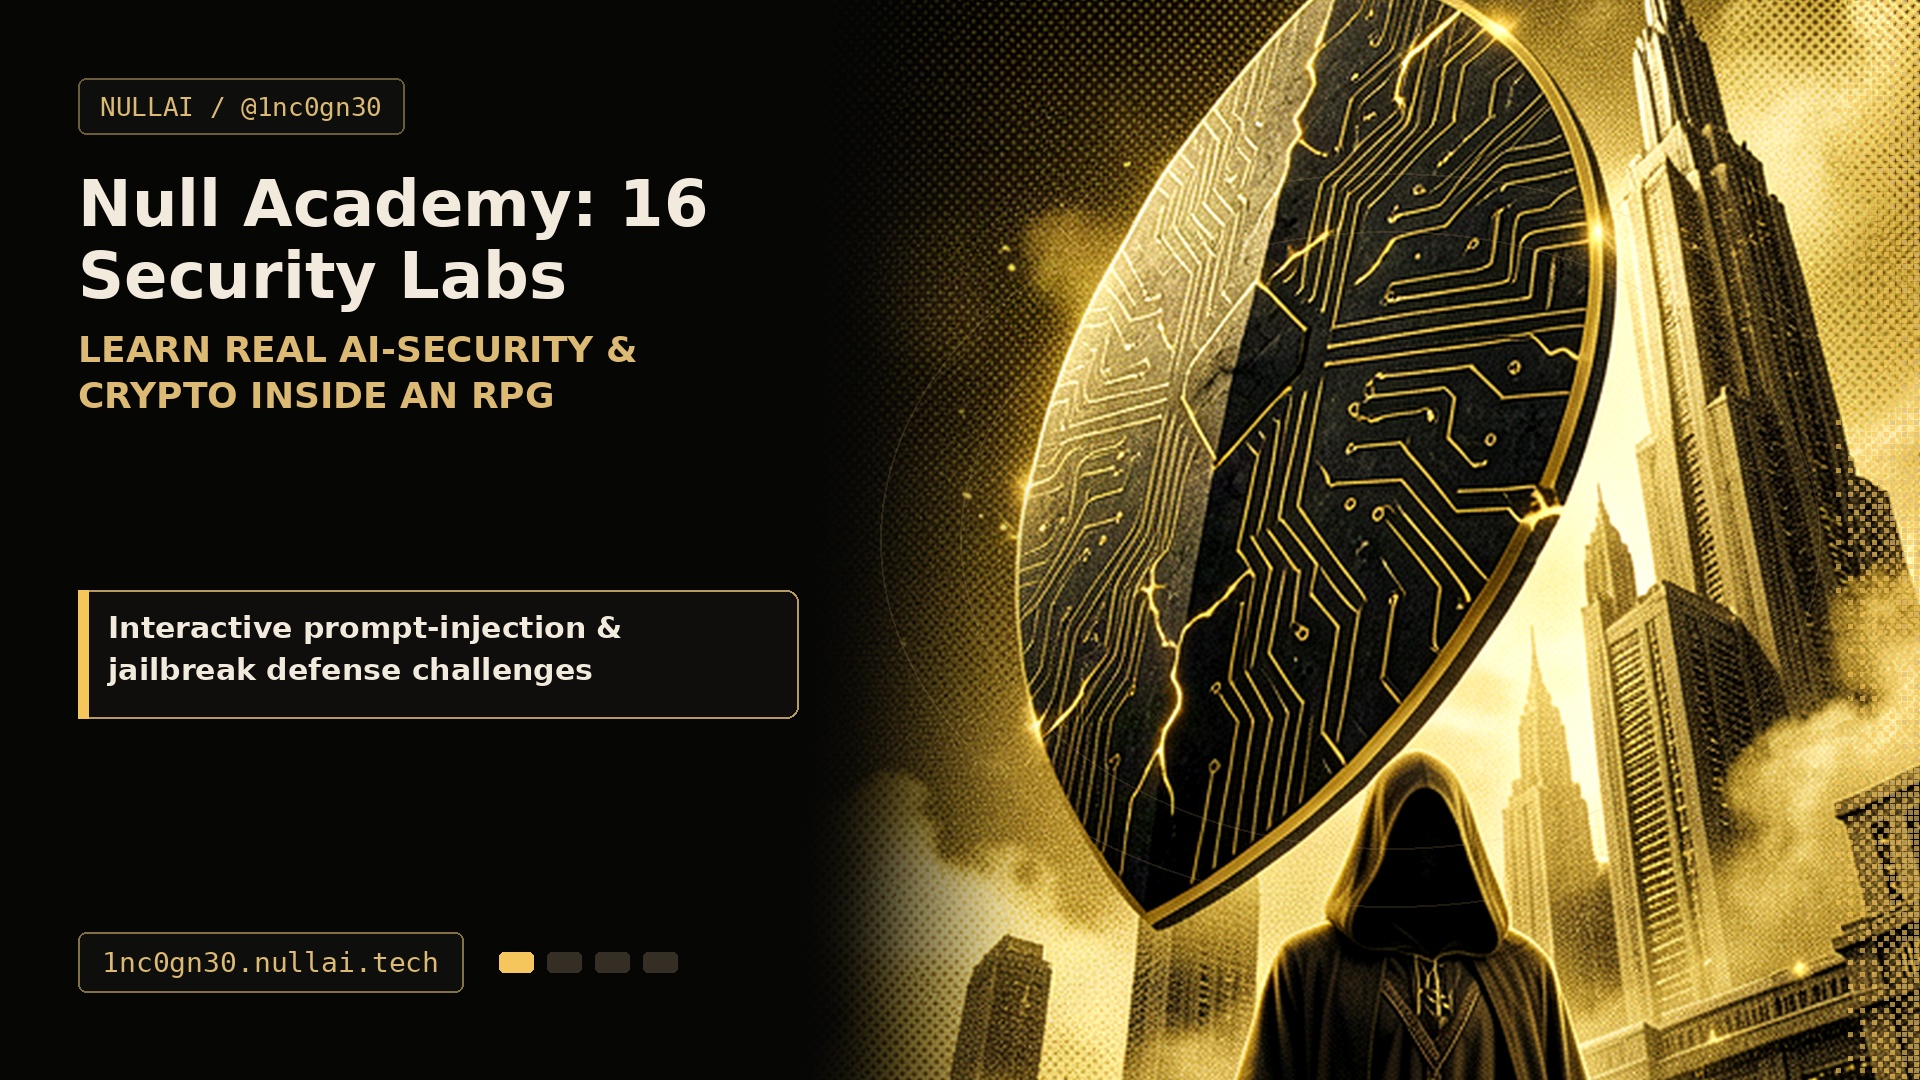 NULLAI / @1nc0gn30
Null Academy: 16
Security Labs
LEARN REAL AI-SECURITY &
CRYPTO INSIDE AN RPG
Interactive prompt-injection &
jailbreak defense challenges
1nc0gn30.nullai.tech